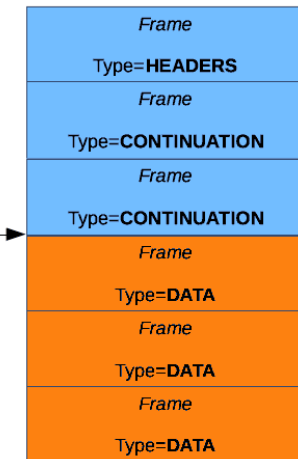 Frame
Type=HEADERS
Frame
Type=CONTINUATION
Frame
Type=CONTINUATION
Frame
Type=DATA
Frame
Type=DATA
Frame
Type=DATA